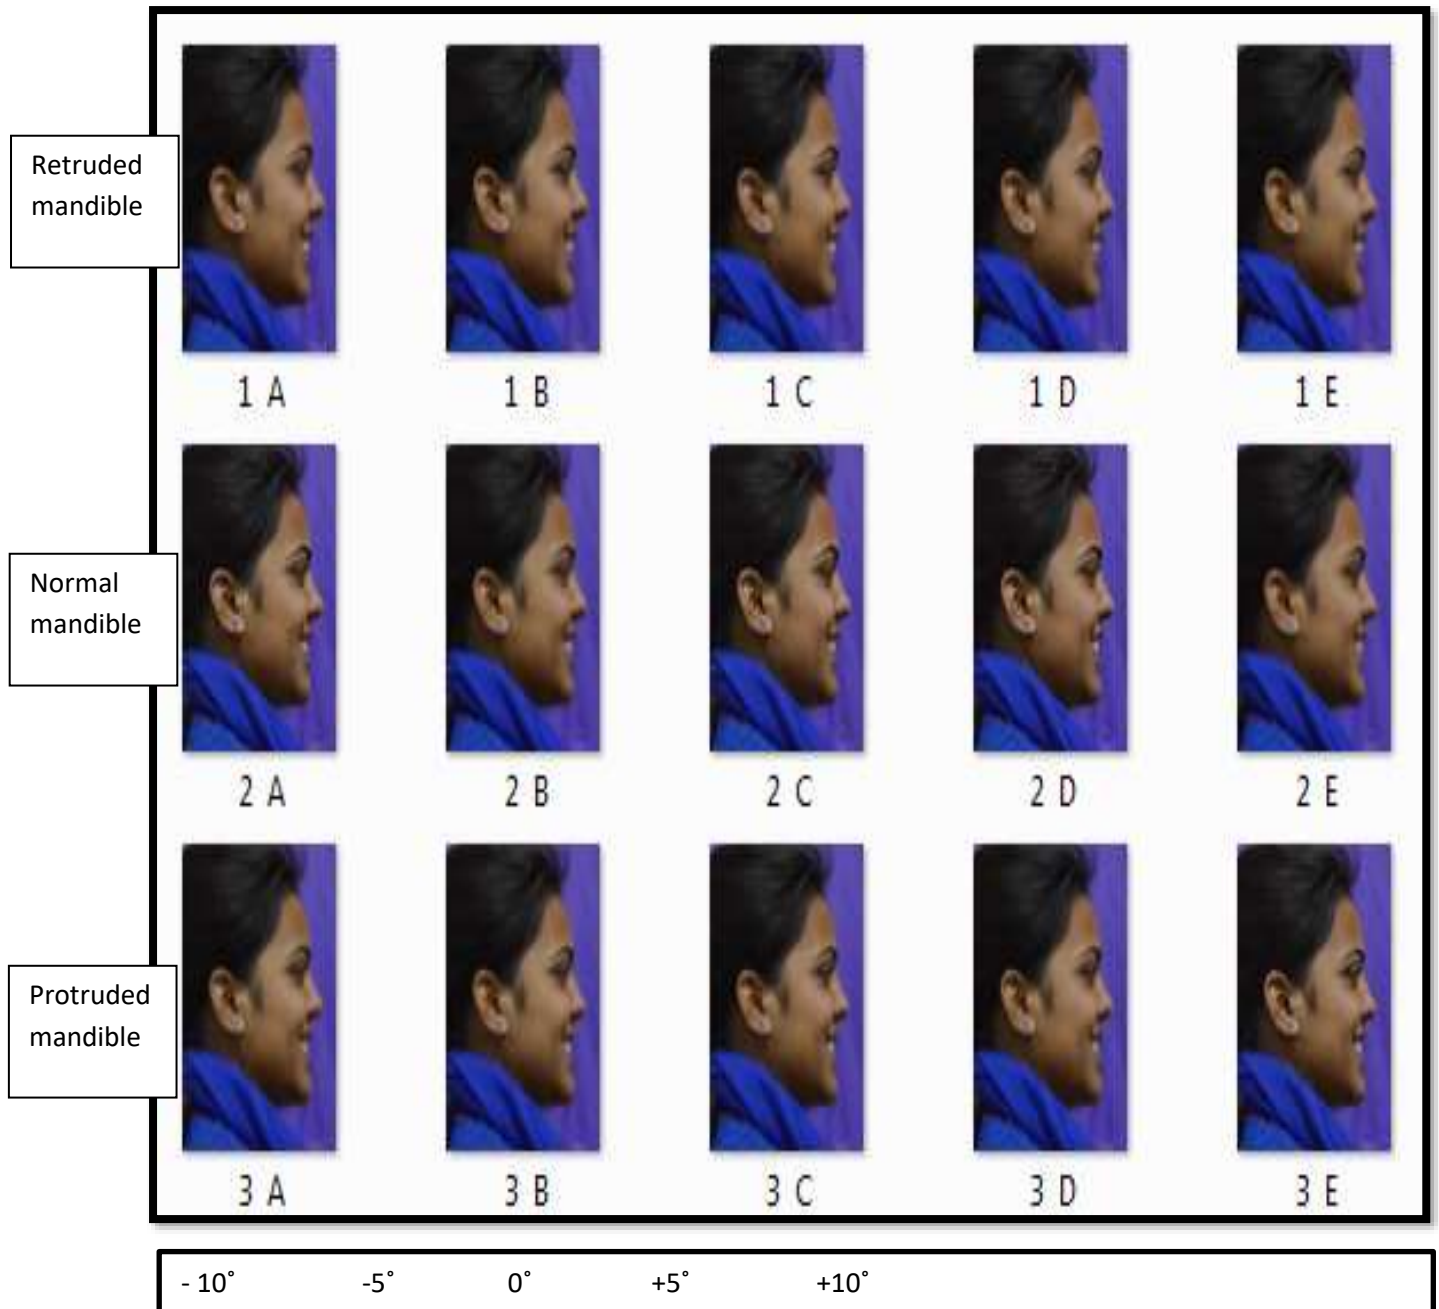 Retruded
mandible
1 A 1 B 1 C 1 D 1 E
Normal
mandible
2 A 2 B 2 C 2 D 2 E
Protruded
mandible
3 A 3 B 3 C 3 D 3 E
- 10˚ -5˚ 0˚ +5˚ +10˚